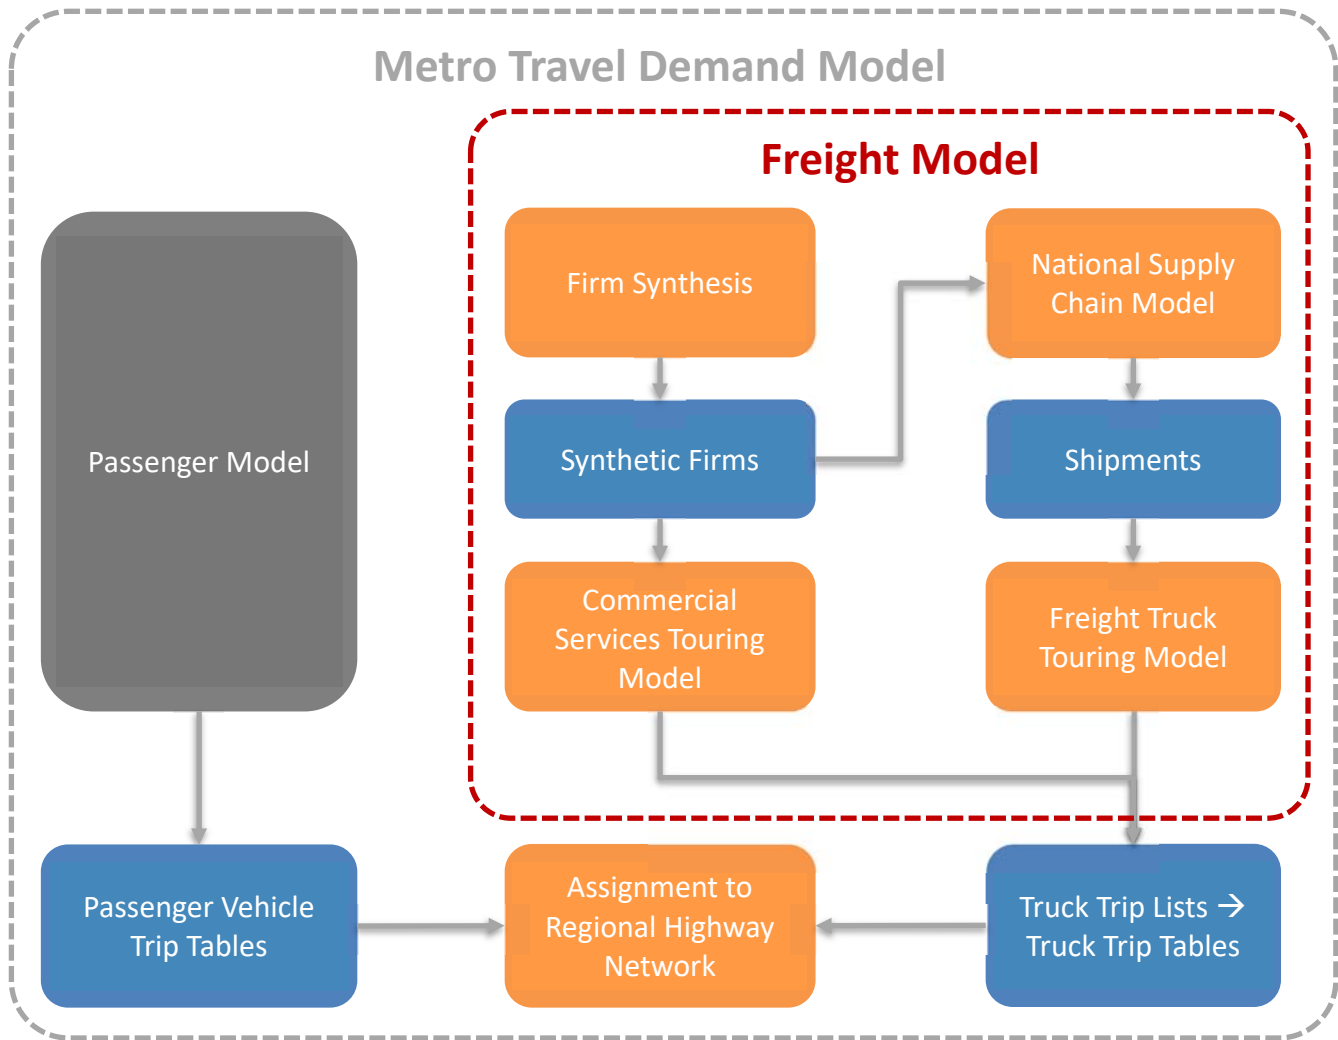 Metro Travel Demand Model
Freight Model
Passenger Model
Firm Synthesis
National Supply
Chain Model
Synthetic Firms
Shipments
Commercial
Services Touring
Model
Freight Truck
Touring Model
Passenger Vehicle
Trip Tables
Assignment to
Regional Highway
Network
Truck Trip Lists →
Truck Trip Tables